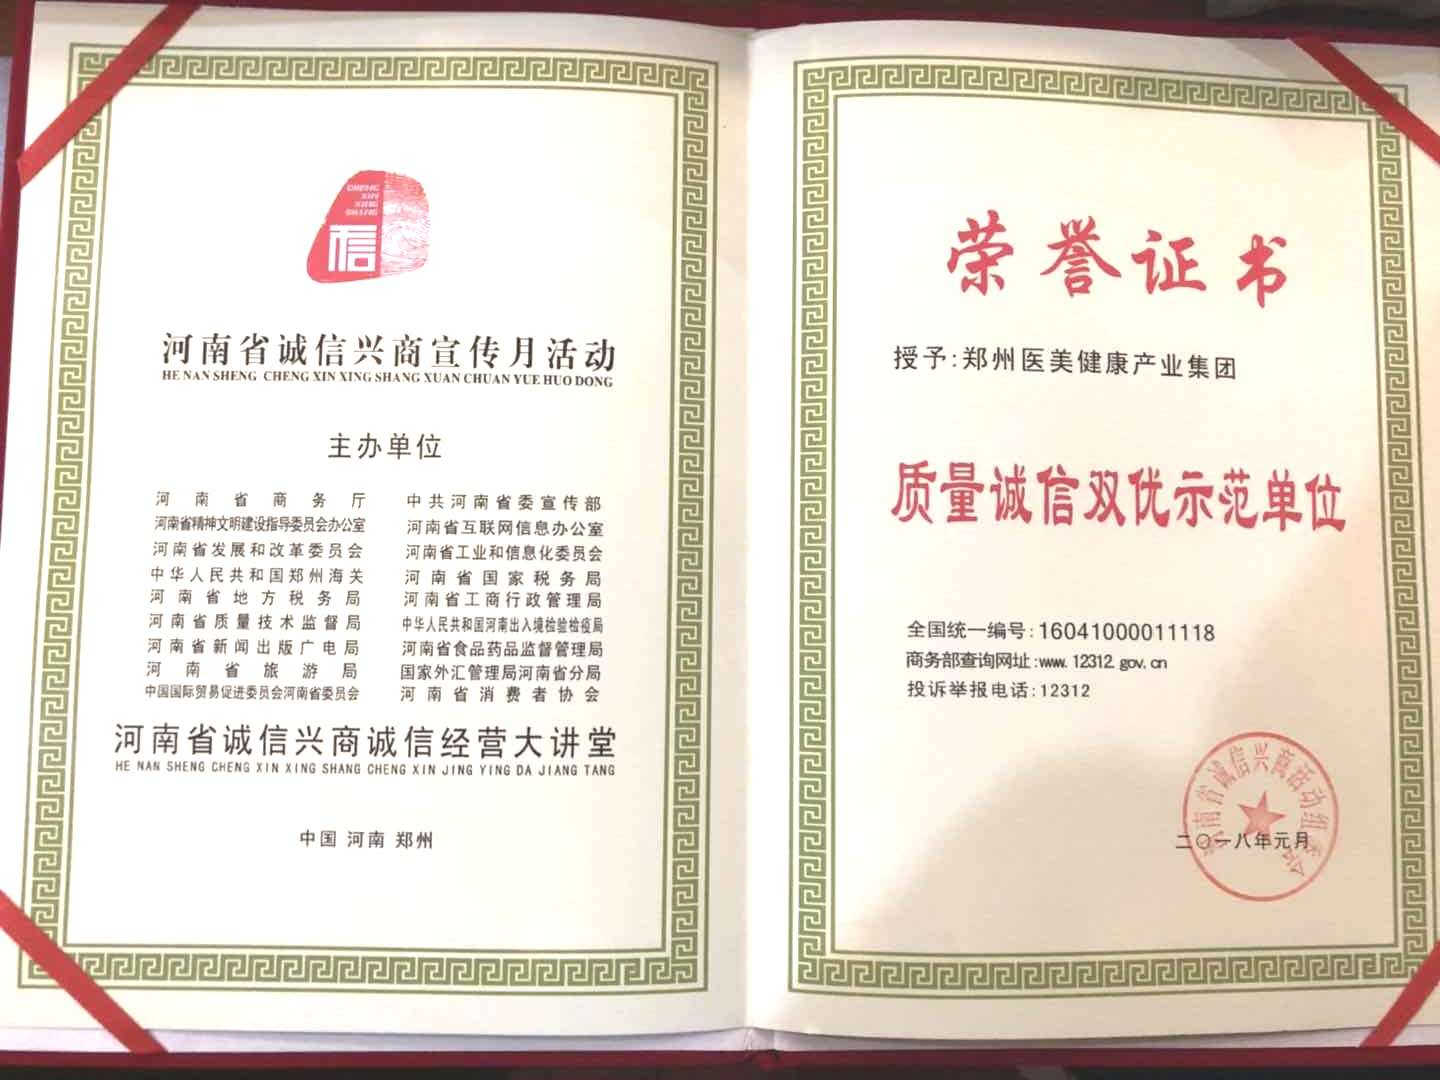 CHENG
XIN
XING
SHANG
信
河南省诚信兴商宣传月活动
HE NAN SHENG CHENG XIN XING SHANG XUAN CHUAN YUE HUO DONG
主办单位
河南省商务厅 中共河南省委宣传部
河南省精神文明建设指导委员会办公室 河南省互联网信息办公室
河南省发展和改革委员会 河南省工业和信息化委员会
中华人民共和国郑州海关 河南省国家税务局
河南省地方税务局 河南省工商行政管理局
河南省质量技术监督局 中华人民共和国河南出入境检验检疫局
河南省新闻出版广电局 河南省食品药品监督管理局
河南省旅游局 国家外汇管理局河南省分局
中国国际贸易促进委员会河南省委员会 河南省消费者协会
河南省诚信兴商诚信经营大讲堂
HE NAN SHENG CHENG XIN XING SHANG CHENG XIN JING YING DA JIANG TANG
中国 河南 郑州
荣誉证书
授予:郑州医美健康产业集团
质量诚信双优示范单位
全国统一编号:16041000011118
商务部查询网址:www.12312.gov.cn
投诉举报电话:12312
河南省诚信兴商活动组委会
二〇一八年元月